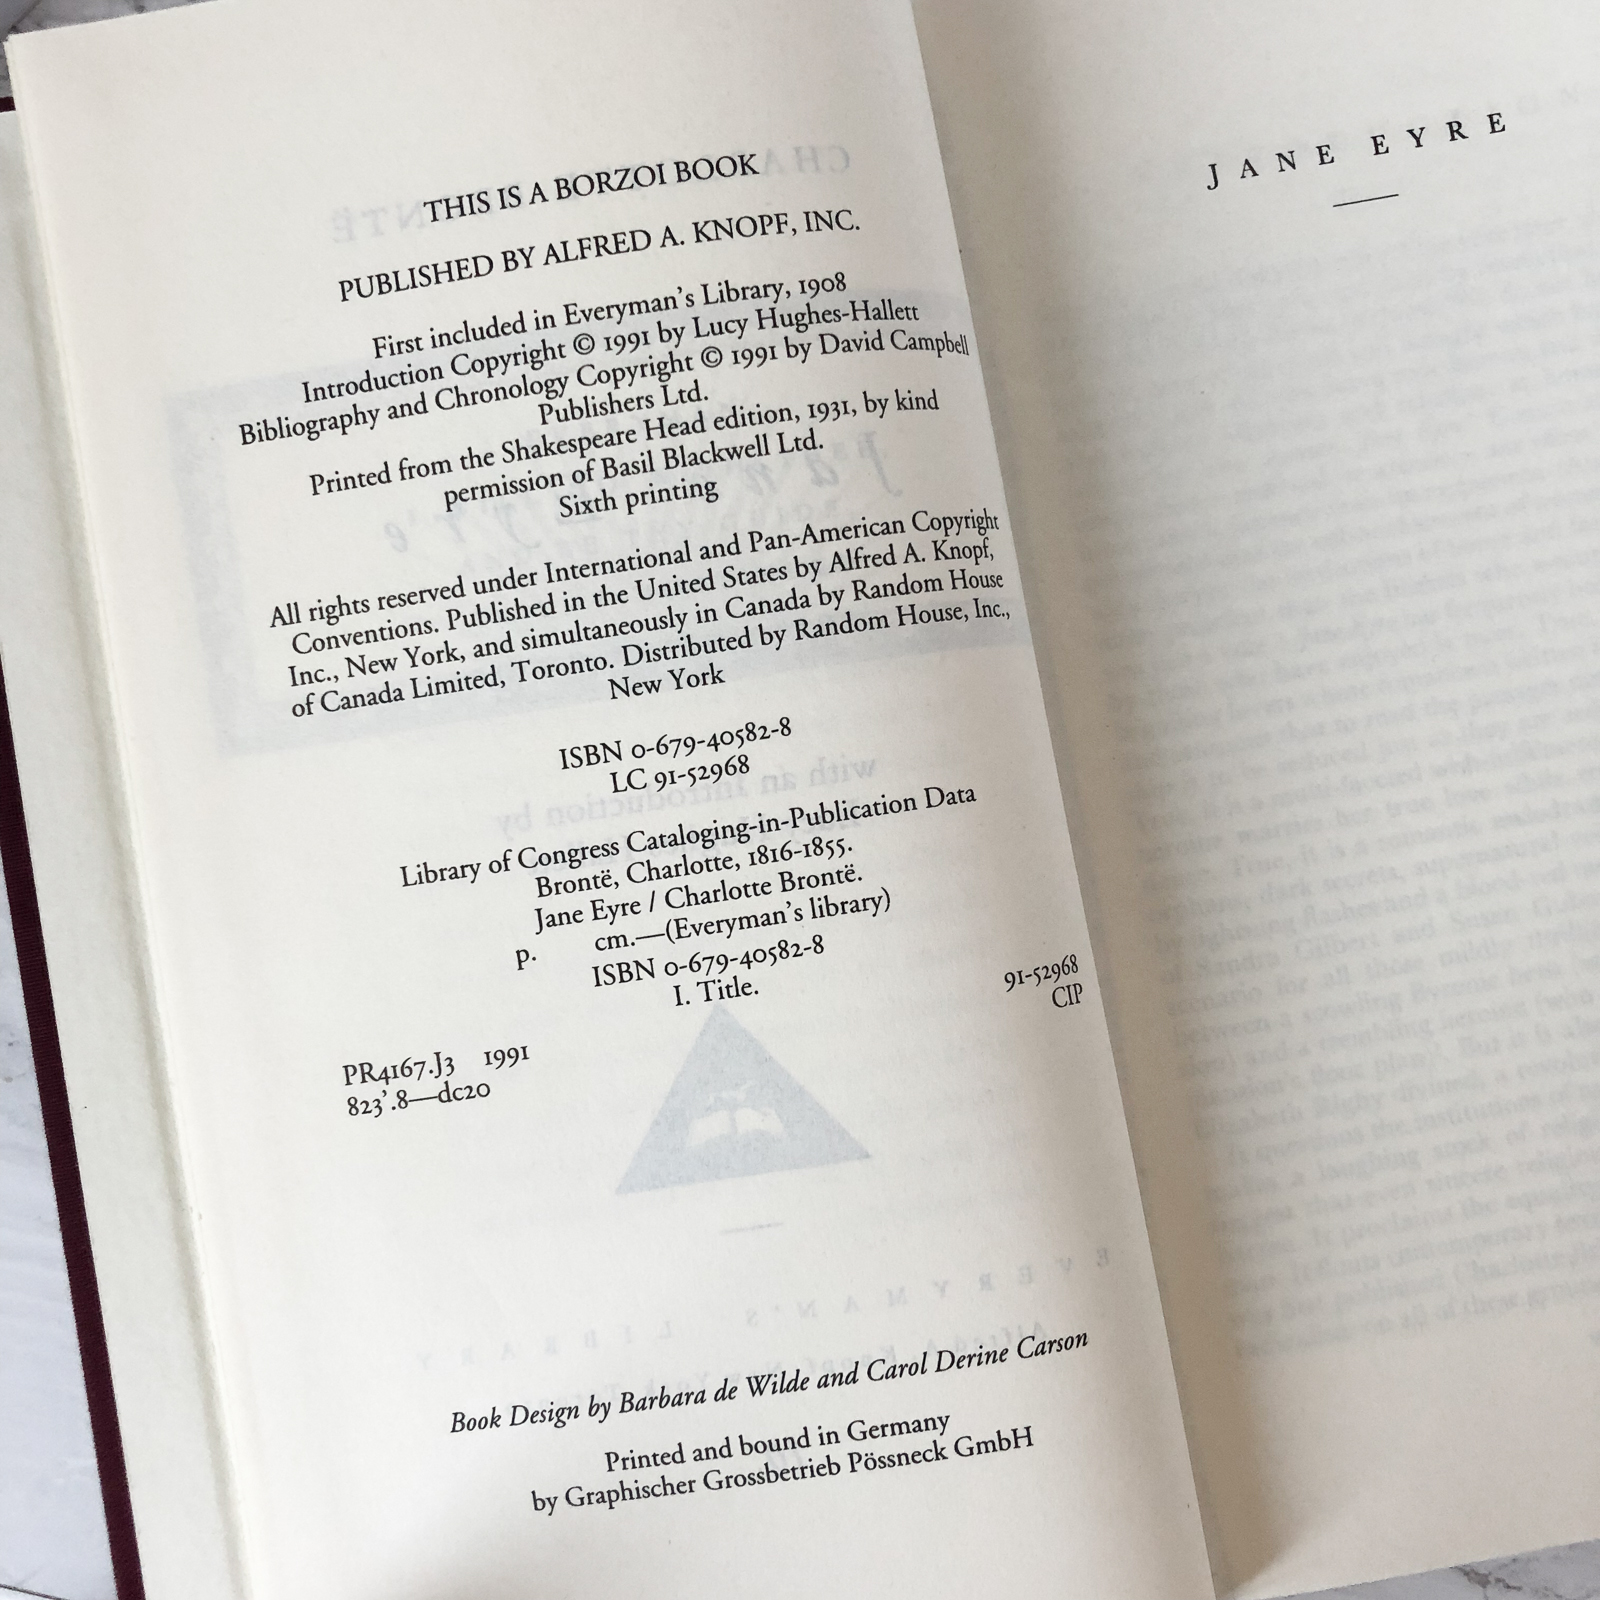 THIS IS A BORZOI BOOK
PUBLISHED BY ALFRED A. KNOPF, INC.
First included in Everyman's Library, 1908
Introduction Copyright © 1991 by Lucy Hughes-Hallett
Bibliography and Chronology Copyright © 1991 by David Campbell
Publishers Ltd.
Printed from the Shakespeare Head edition, 1931, by kind
permission of Basil Blackwell Ltd.
Sixth printing
All rights reserved under International and Pan-American Copyright
Conventions. Published in the United States by Alfred A. Knopf,
Inc., New York, and simultaneously in Canada by Random House
of Canada Limited, Toronto. Distributed by Random House, Inc.,
New York
ISBN 0-679-40582-8
LC 91-52968
Library of Congress Cataloging-in-Publication Data
Brontë, Charlotte, 1816-1855.
Jane Eyre / Charlotte Brontë.
p. cm.—(Everyman's library)
ISBN 0-679-40582-8
I. Title.
PR4167.J3 1991 91-52968
823'.8—dc20 CIP
Book Design by Barbara de Wilde and Carol Derine Carson
Printed and bound in Germany
by Graphischer Grossbetrieb Pössneck GmbH
JANE EYRE